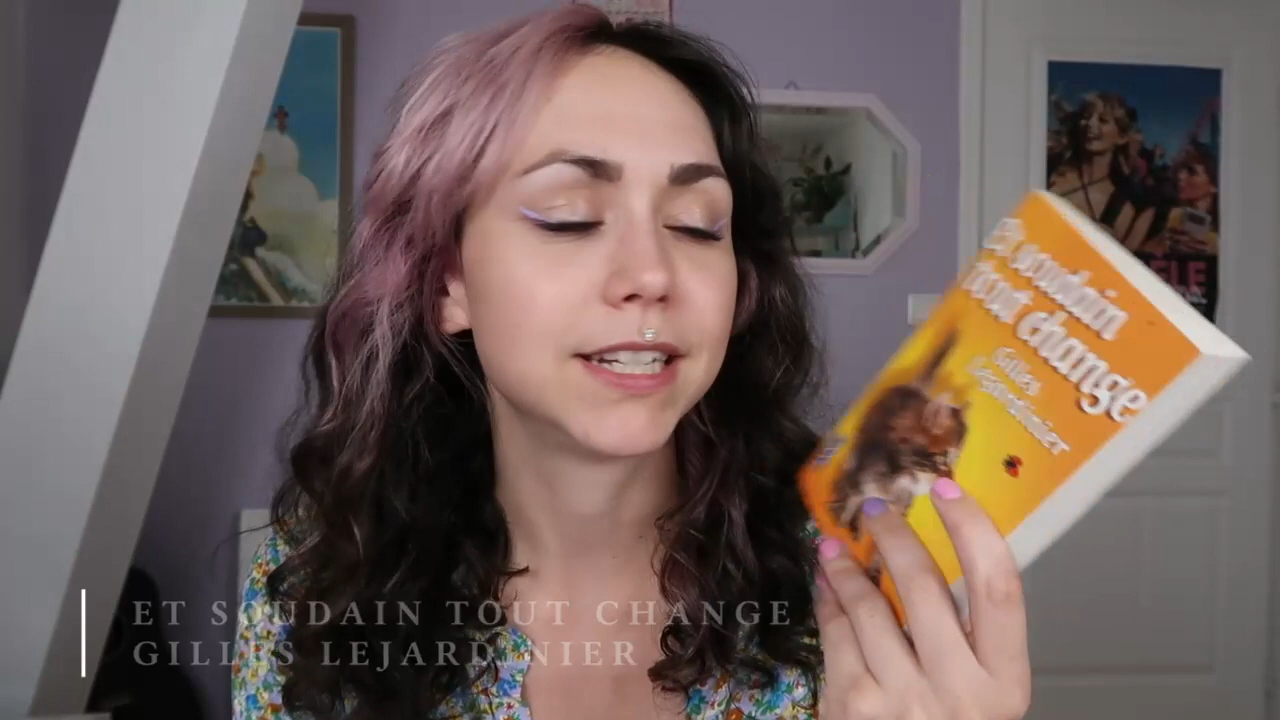 Et soudain
tout change
Gilles
Legardinier
ET SOUDAIN TOUT CHANGE
GILLES LEJARDINIER